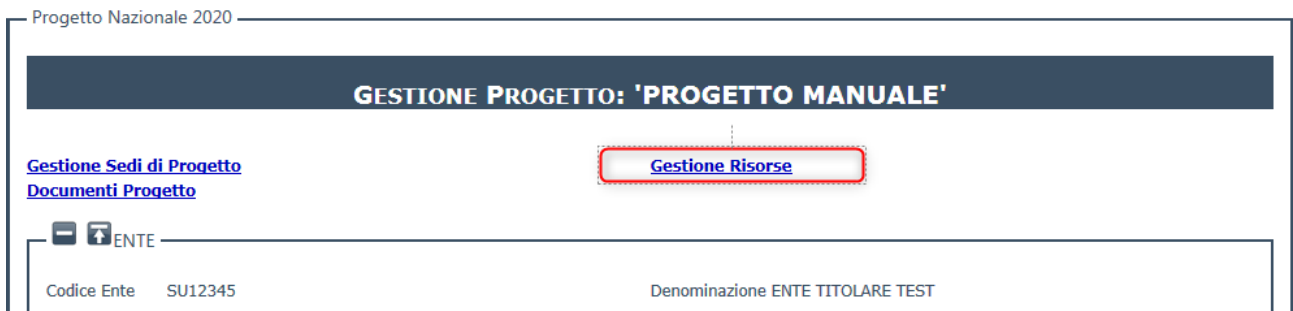 Progetto Nazionale 2020
GESTIONE PROGETTO: 'PROGETTO MANUALE'
Gestione Sedi di Progetto
Gestione Risorse
Documenti Progetto
ENTE
Codice Ente SU12345
Denominazione ENTE TITOLARE TEST